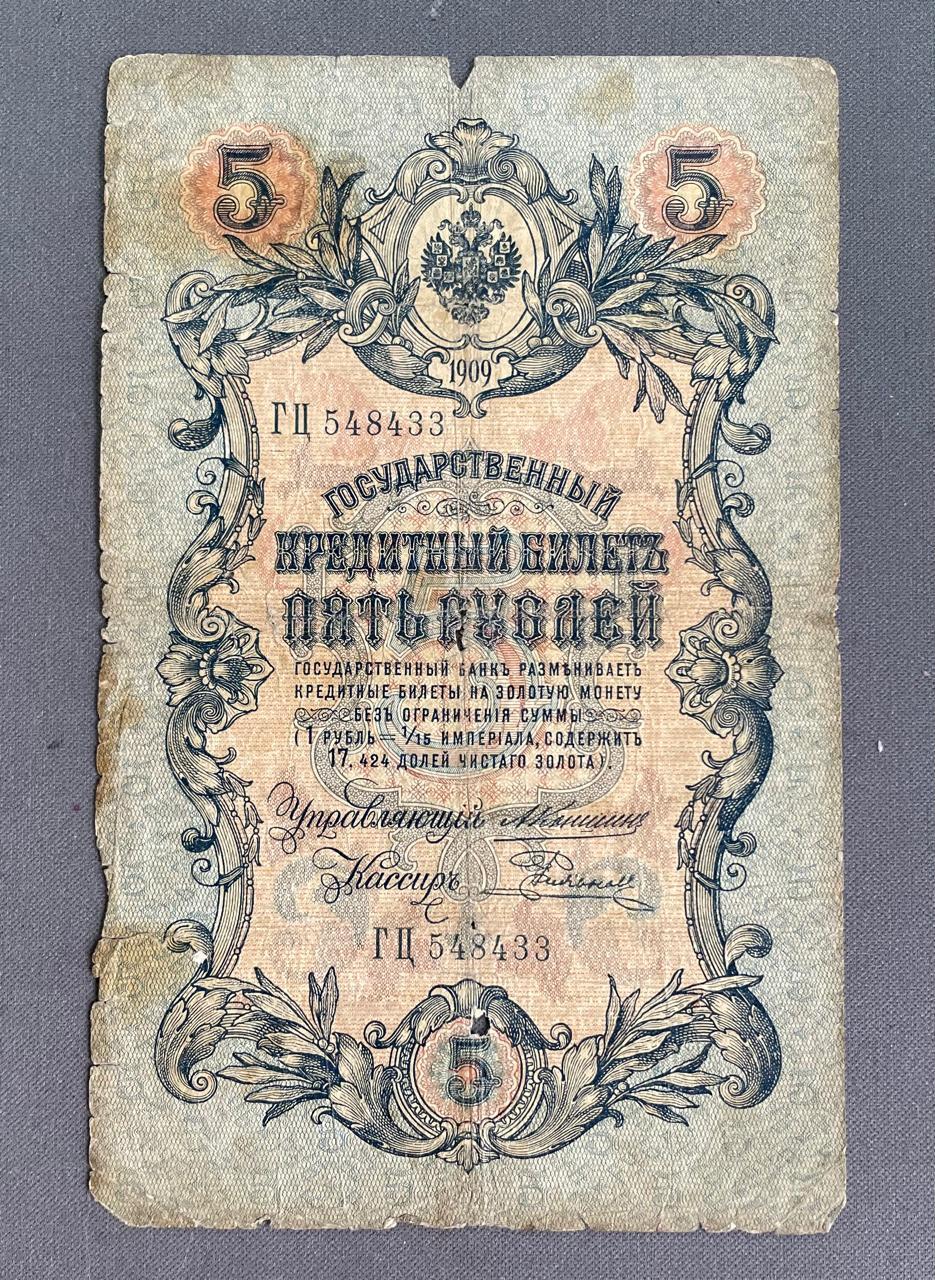 5 5
1909
ГЦ 548433
ГОСУДАРСТВЕННЫЙ
КРЕДИТНЫЙ БИЛЕТЪ
ПЯТЬ РУБЛЕЙ
ГОСУДАРСТВЕННЫЙ БАНКЪ РАЗМѢНИВАЕТЪ
КРЕДИТНЫЕ БИЛЕТЫ НА ЗОЛОТУЮ МОНЕТУ
БЕЗЪ ОГРАНИЧЕНІЯ СУММЫ
(1 РУБЛЬ = 1/15 ИМПЕРІАЛА, СОДЕРЖИТЪ
17,424 ДОЛЕЙ ЧИСТАГО ЗОЛОТА).
Управляющій
Кассиръ
ГЦ 548433
5